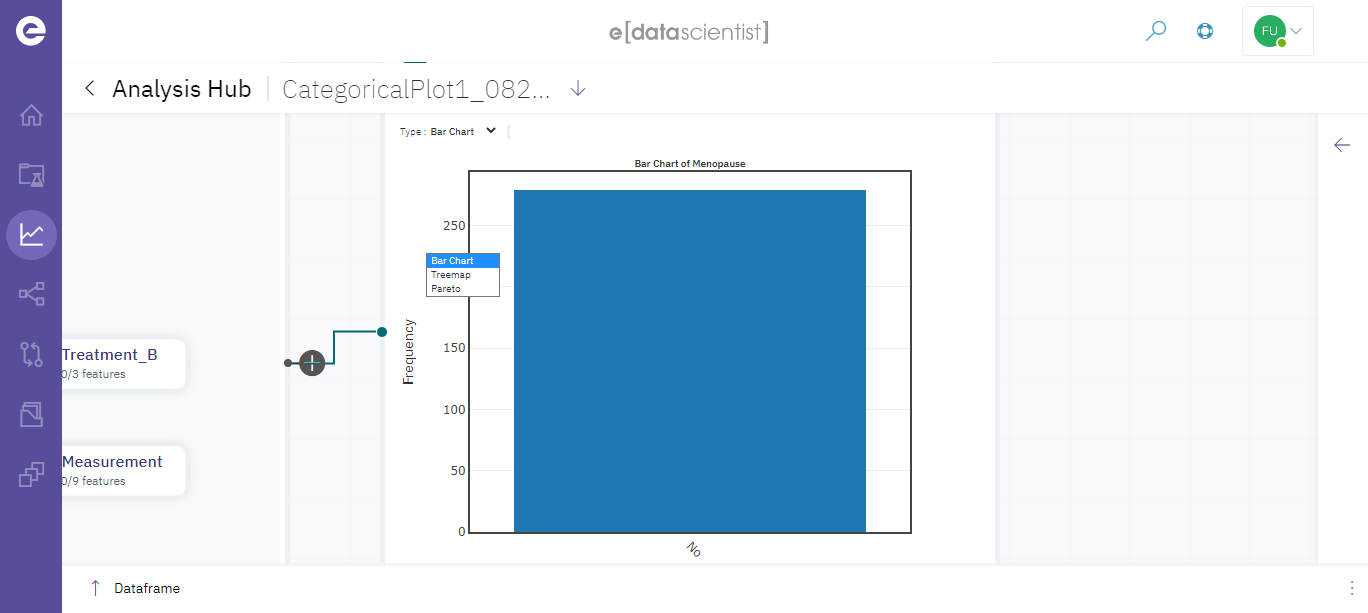 e[datascientist]
FU
Analysis Hub
CategoricalPlot1_082...
Type : Bar Chart
Bar Chart of Menopause
250
Bar Chart
Treemap
Pareto
150
100
50
0
Frequency
No
Treatment_B
0/3 features
Measurement
0/9 features
Dataframe